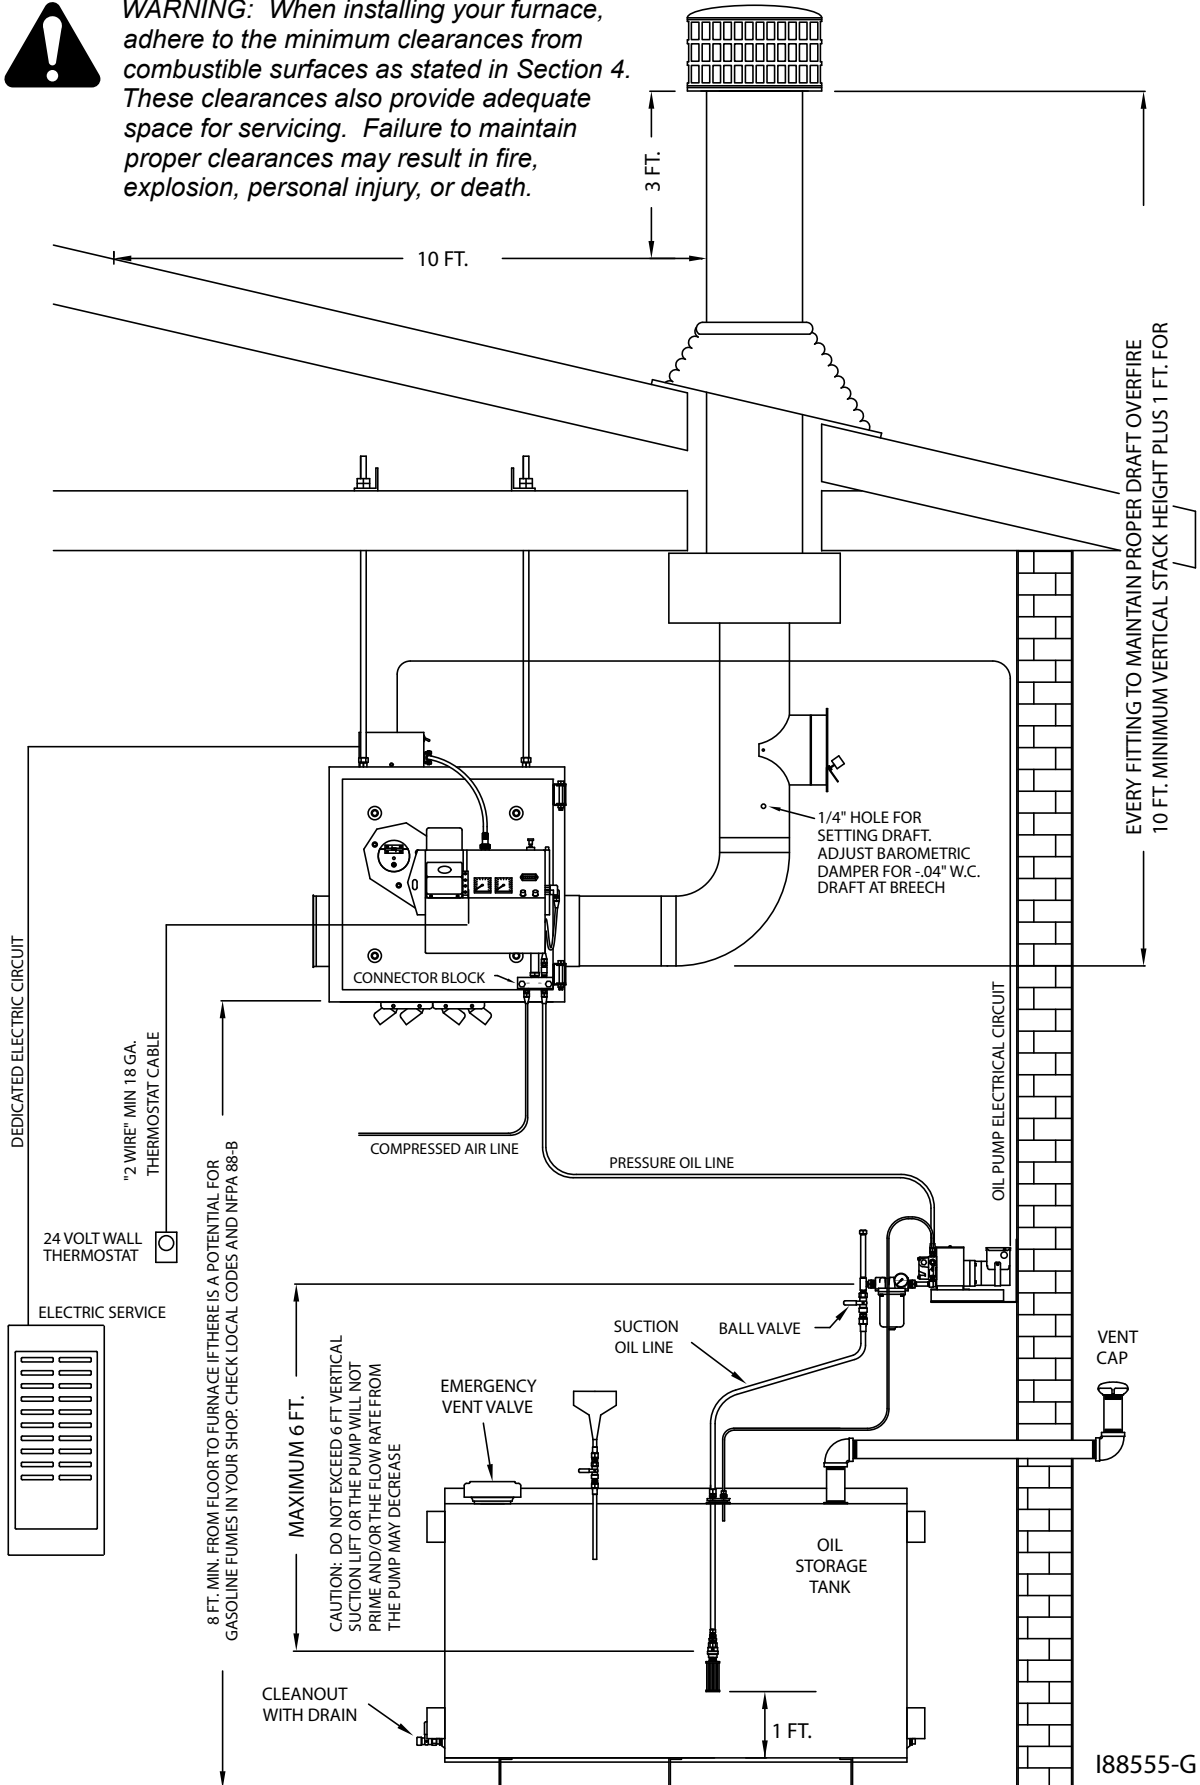 WARNING: When installing your furnace,
adhere to the minimum clearances from
combustible surfaces as stated in Section 4.
These clearances also provide adequate
space for servicing. Failure to maintain
proper clearances may result in fire,
explosion, personal injury, or death.
3 FT.
10 FT.
10 FT. MINIMUM VERTICAL STACK HEIGHT PLUS 1 FT. FOR
EVERY FITTING TO MAINTAIN PROPER DRAFT OVERFIRE
1/4" HOLE FOR
SETTING DRAFT.
ADJUST BAROMETRIC
DAMPER FOR -.04" W.C.
DRAFT AT BREECH
CONNECTOR BLOCK
DEDICATED ELECTRIC CIRCUIT
"2 WIRE" MIN 18 GA.
THERMOSTAT CABLE
OIL PUMP ELECTRICAL CIRCUIT
COMPRESSED AIR LINE
PRESSURE OIL LINE
24 VOLT WALL
THERMOSTAT
ELECTRIC SERVICE
8 FT. MIN. FROM FLOOR TO FURNACE IF THERE IS A POTENTIAL FOR
GASOLINE FUMES IN YOUR SHOP. CHECK LOCAL CODES AND NFPA 88-B
MAXIMUM 6 FT.
CAUTION: DO NOT EXCEED 6 FT VERTICAL
SUCTION LIFT OR THE PUMP WILL NOT
PRIME AND/OR THE FLOW RATE FROM
THE PUMP MAY DECREASE
SUCTION
OIL LINE
BALL VALVE
VENT
CAP
EMERGENCY
VENT VALVE
OIL
STORAGE
TANK
CLEANOUT
WITH DRAIN
1 FT.
I88555-G